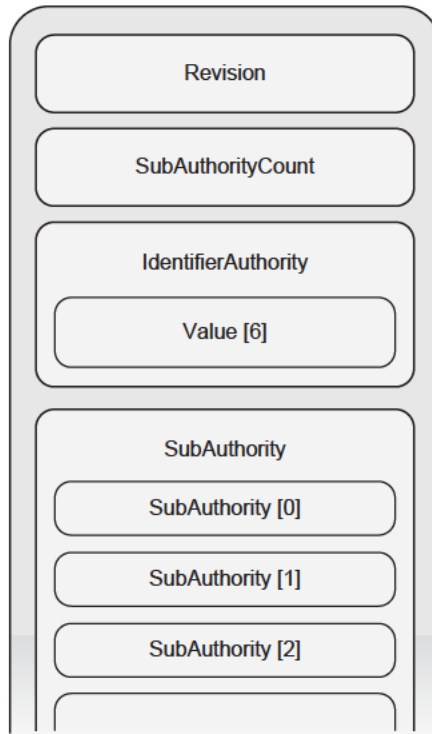 Revision
SubAuthorityCount
IdentifierAuthority
Value [6]
SubAuthority
SubAuthority [0]
SubAuthority [1]
SubAuthority [2]